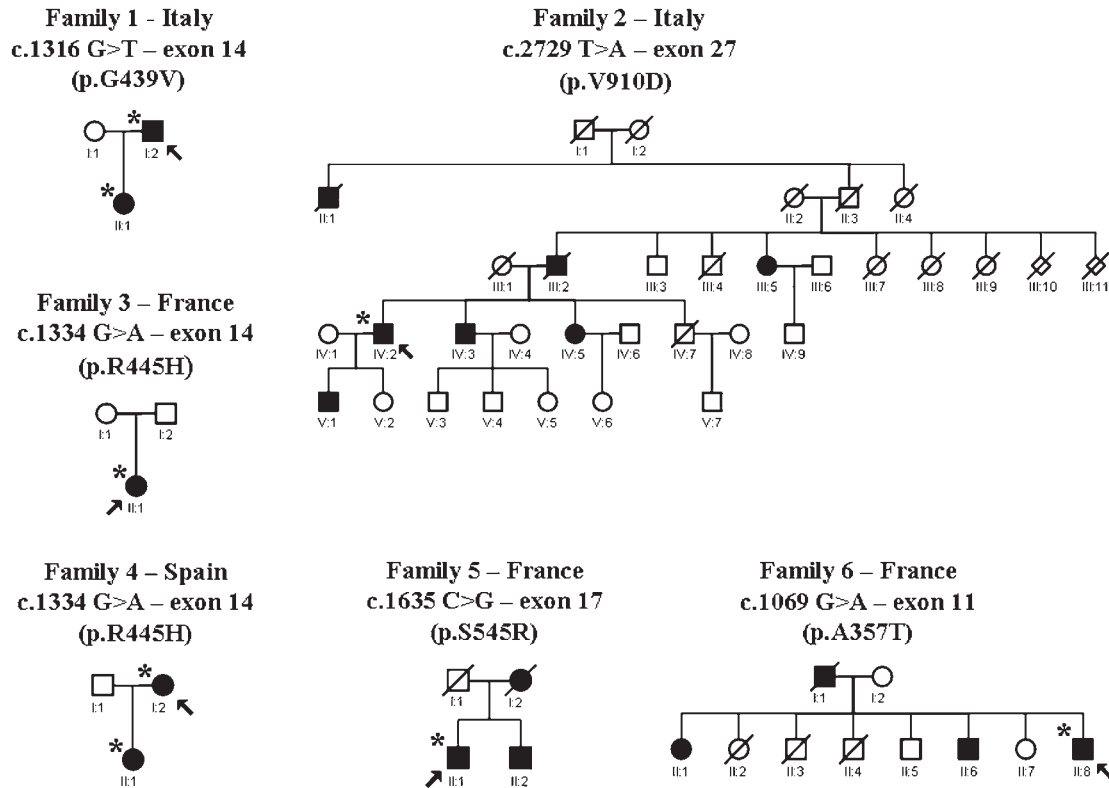 Family 1 - Italy
c.1316 G>T – exon 14
(p.G439V)
*
I:1 I:2
*
II:1
Family 2 – Italy
c.2729 T>A – exon 27
(p.V910D)
I:1 I:2
II:1 II:2 II:3 II:4
III:1 III:2 III:3 III:4 III:5 III:6 III:7 III:8 III:9 III:10 III:11
*
IV:1 IV:2 IV:3 IV:4 IV:5 IV:6 IV:7 IV:8 IV:9
V:1 V:2 V:3 V:4 V:5 V:6 V:7
Family 3 – France
c.1334 G>A – exon 14
(p.R445H)
I:1 I:2
*
II:1
Family 4 – Spain
c.1334 G>A – exon 14
(p.R445H)
*
I:1 I:2
*
II:1
Family 5 – France
c.1635 C>G – exon 17
(p.S545R)
I:1 I:2
*
II:1 II:2
Family 6 – France
c.1069 G>A – exon 11
(p.A357T)
I:1 I:2
*
II:1 II:2 II:3 II:4 II:5 II:6 II:7 II:8